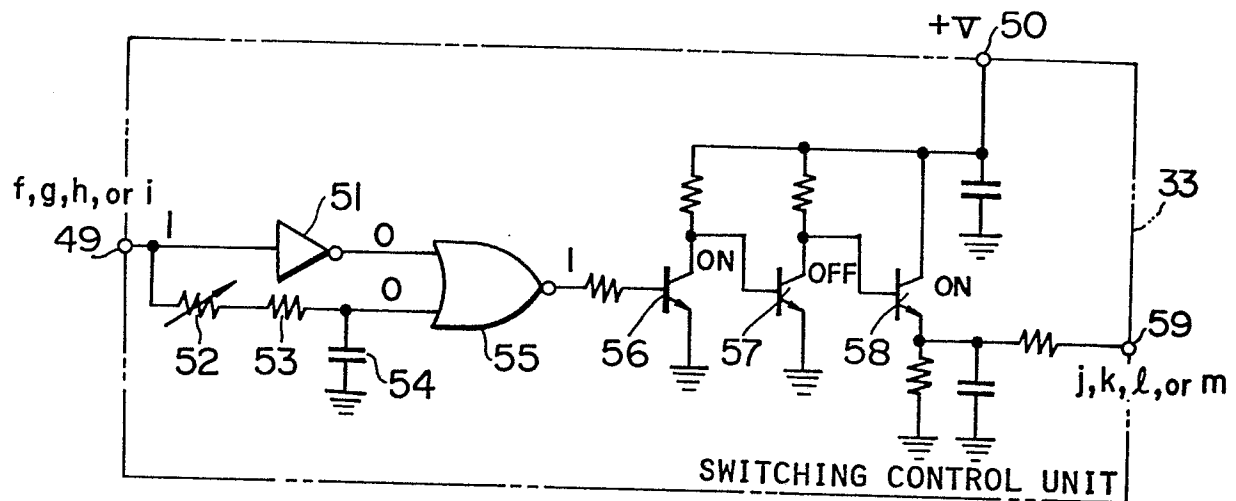 +V 50
f,g,h, or i
49
1
51
0
0
52
53
54
55
1
ON
56
OFF
57
ON
58
33
59
j,k,ℓ,or m
SWITCHING CONTROL UNIT